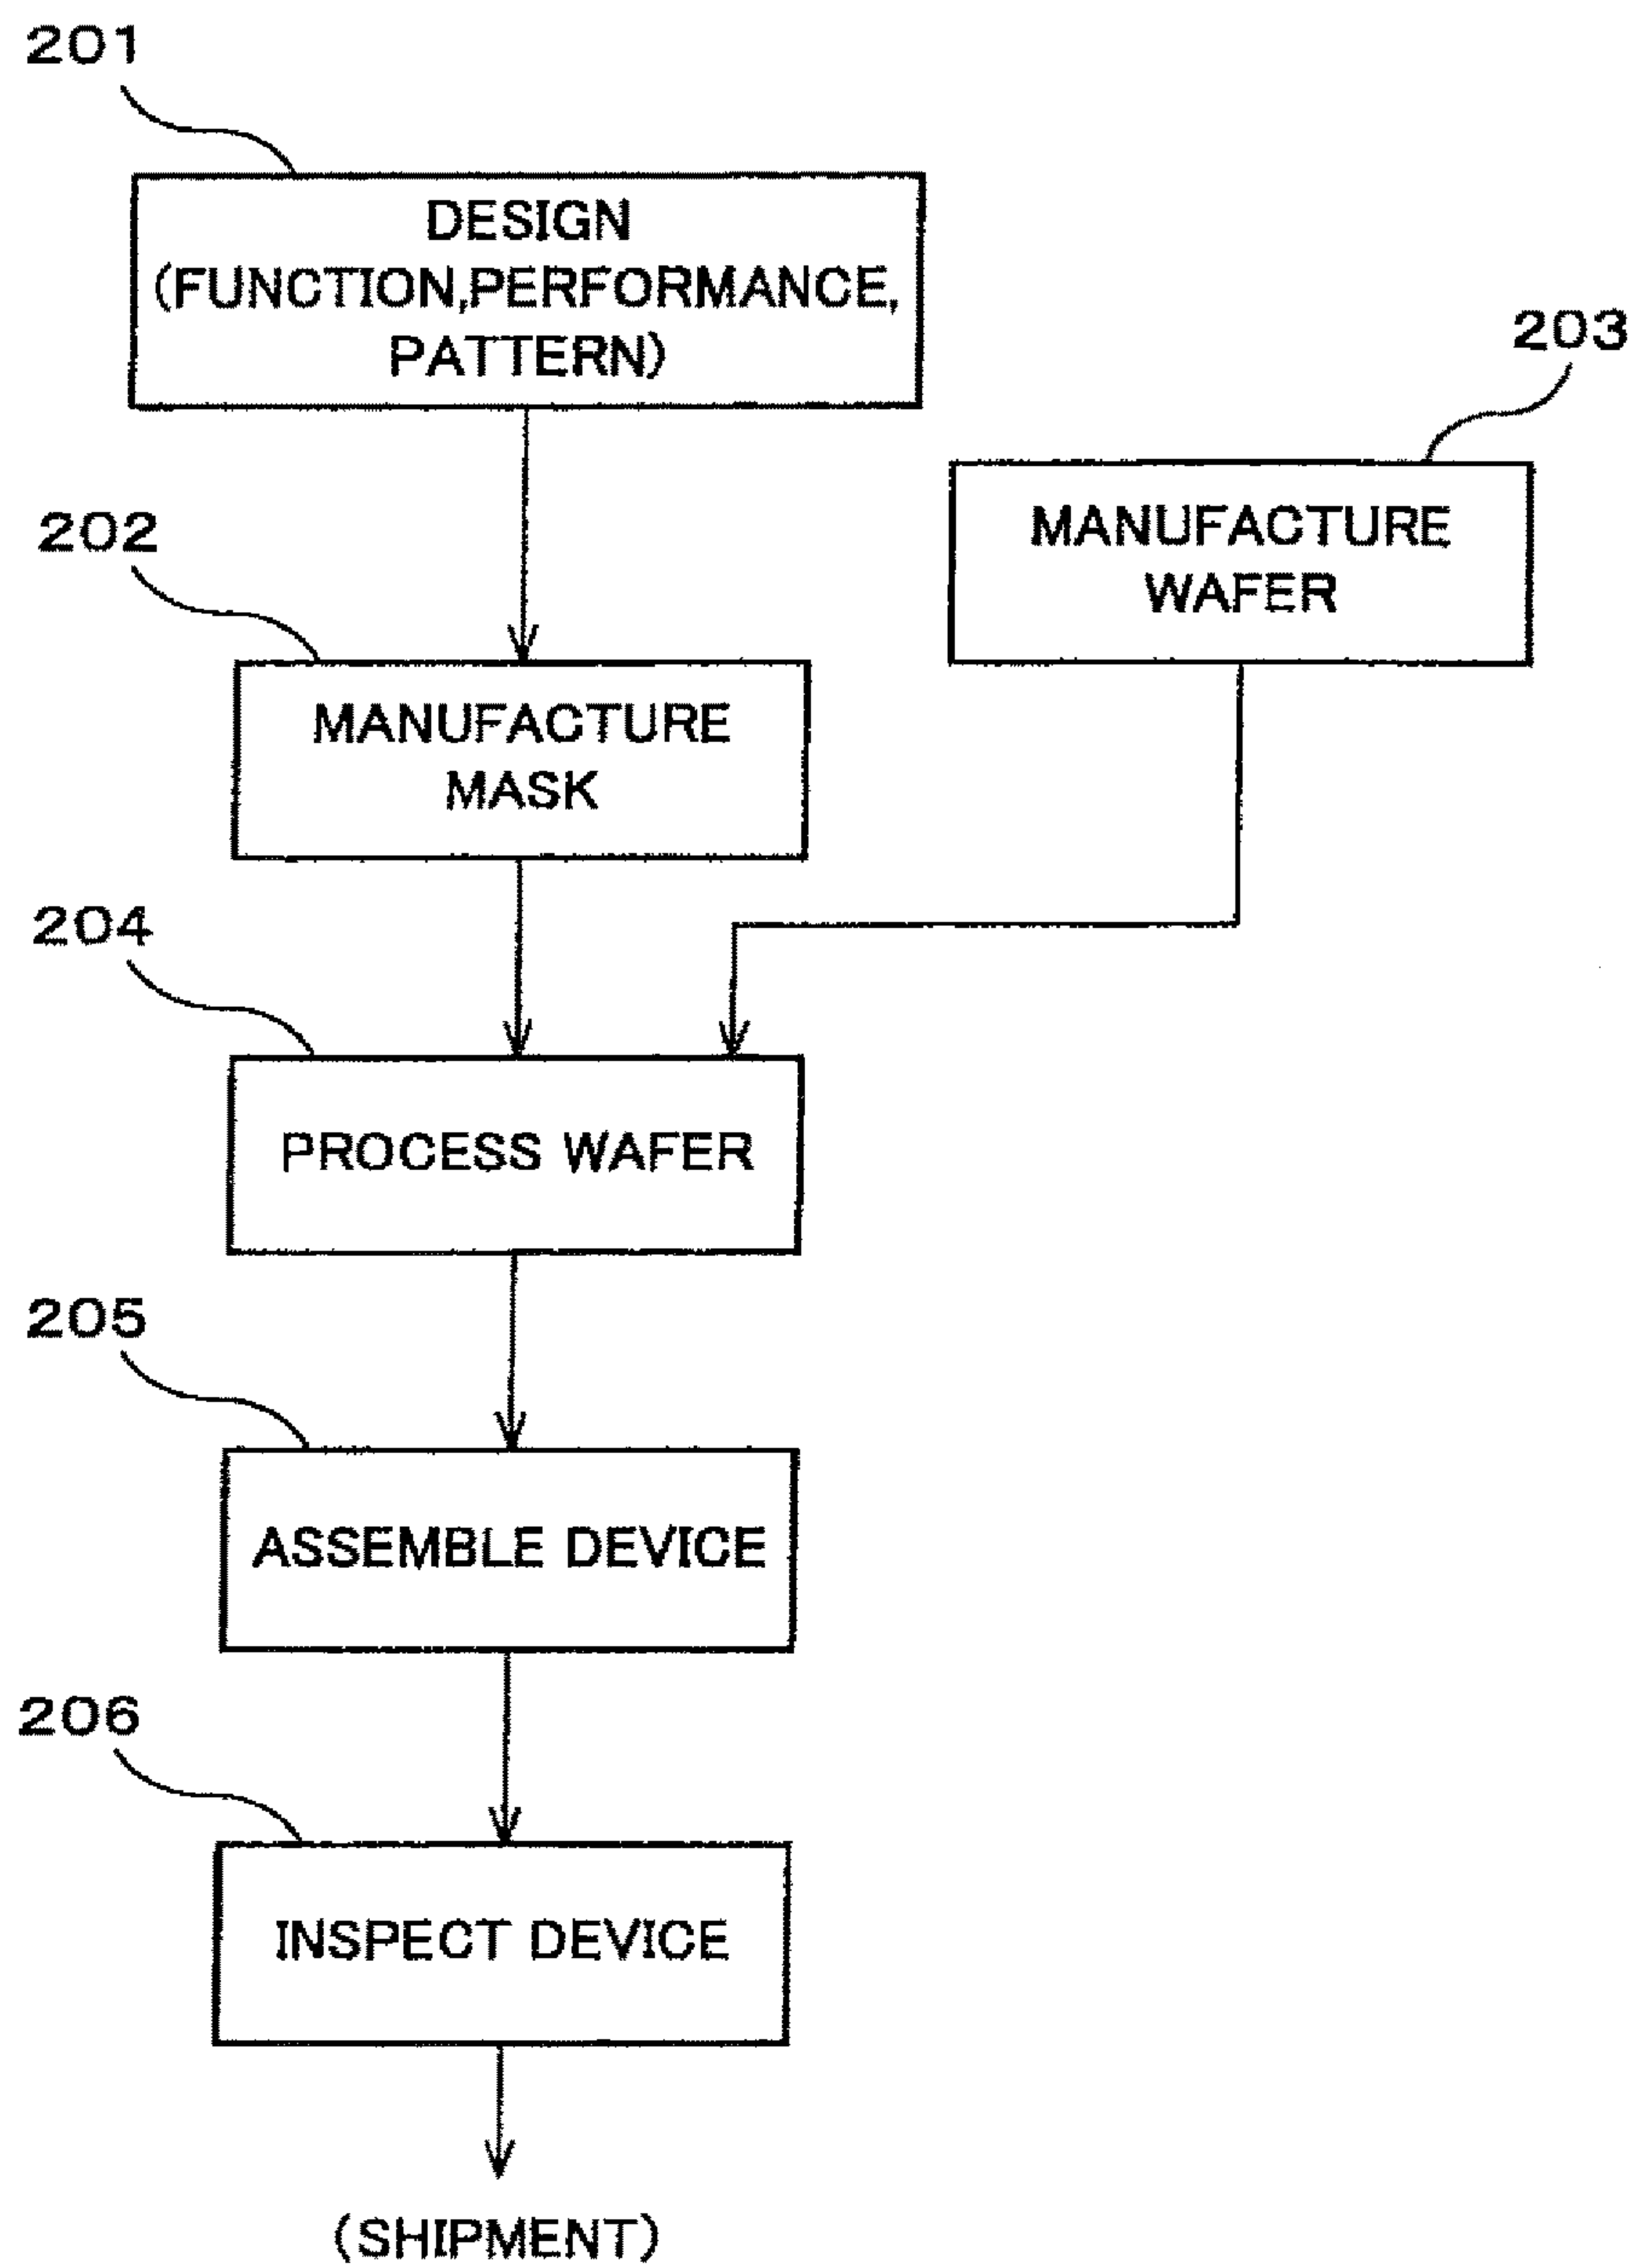 201
DESIGN
(FUNCTION,PERFORMANCE,
PATTERN)
203
MANUFACTURE
WAFER
202
MANUFACTURE
MASK
204
PROCESS WAFER
205
ASSEMBLE DEVICE
206
INSPECT DEVICE
(SHIPMENT)